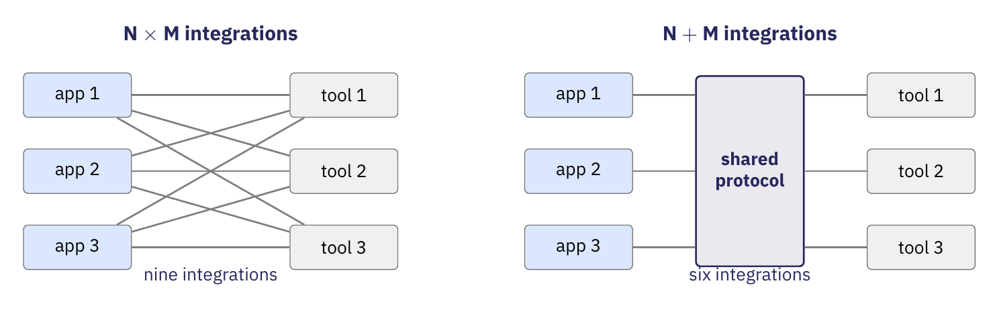 N × M integrations
app 1
tool 1
app 2
tool 2
app 3
tool 3
nine integrations
N + M integrations
app 1
tool 1
app 2
shared
protocol
tool 2
app 3
tool 3
six integrations